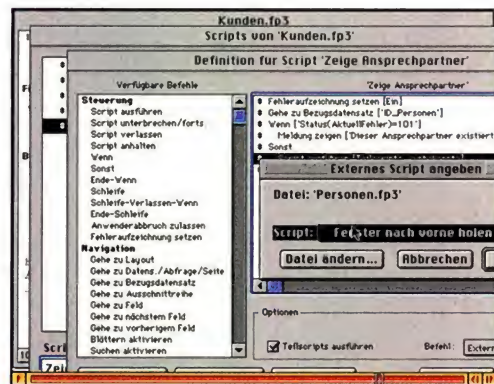 Kunden.fp3
Scripts von 'Kunden.fp3'
Definition für Script 'Zeige Ansprechpartner'
Verfügbare Befehle
Steuerung
Script ausführen
Script unterbrechen/forts
Script verlassen
Script anhalten
Wenn
Sonst
Ende-Wenn
Schleife
Schleife-Verlassen-Wenn
Ende-Schleife
Anwenderabbruch zulassen
Fehleraufzeichnung setzen
Navigation
Gehe zu Layout
Gehe zu Datens./Abfrage/Seite
Gehe zu Bezugsdatensatz
Gehe zu Ausschnittreihe
Gehe zu Feld
Gehe zu nächstem Feld
Gehe zu vorherigem Feld
Blättern aktivieren
Suchen aktivieren
'Zeige Ansprechpartner'
Fehleraufzeichnung setzen [Ein]
Gehe zu Bezugsdatensatz ['ID_Personen']
Wenn ['Status(AktuellFehler)=101']
Meldung zeigen ['Dieser Ansprechpartner existiert
Sonst
Externes Script angeben
Datei: 'Personen.fp3'
Script: Fenster nach vorne holen
Datei ändern... Abbrechen
Optionen
Teilscripts ausführen
Befehl: Extern